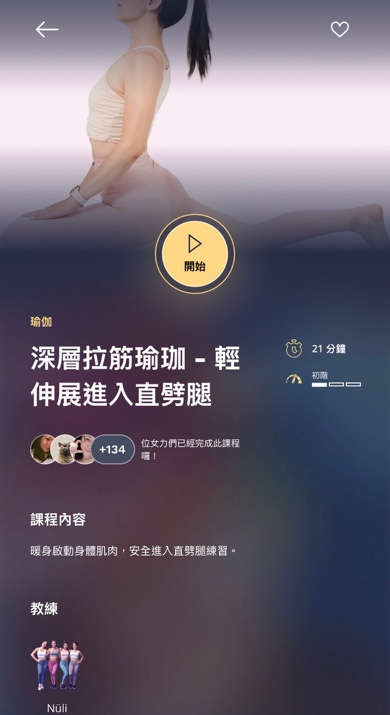 開始
瑜伽
深層拉筋瑜珈 - 輕
伸展進入直劈腿
21 分鐘
初階
+134
位女力們已經完成此課程
囉！
課程內容
暖身啟動身體肌肉，安全進入直劈腿練習。
教練
Nüli